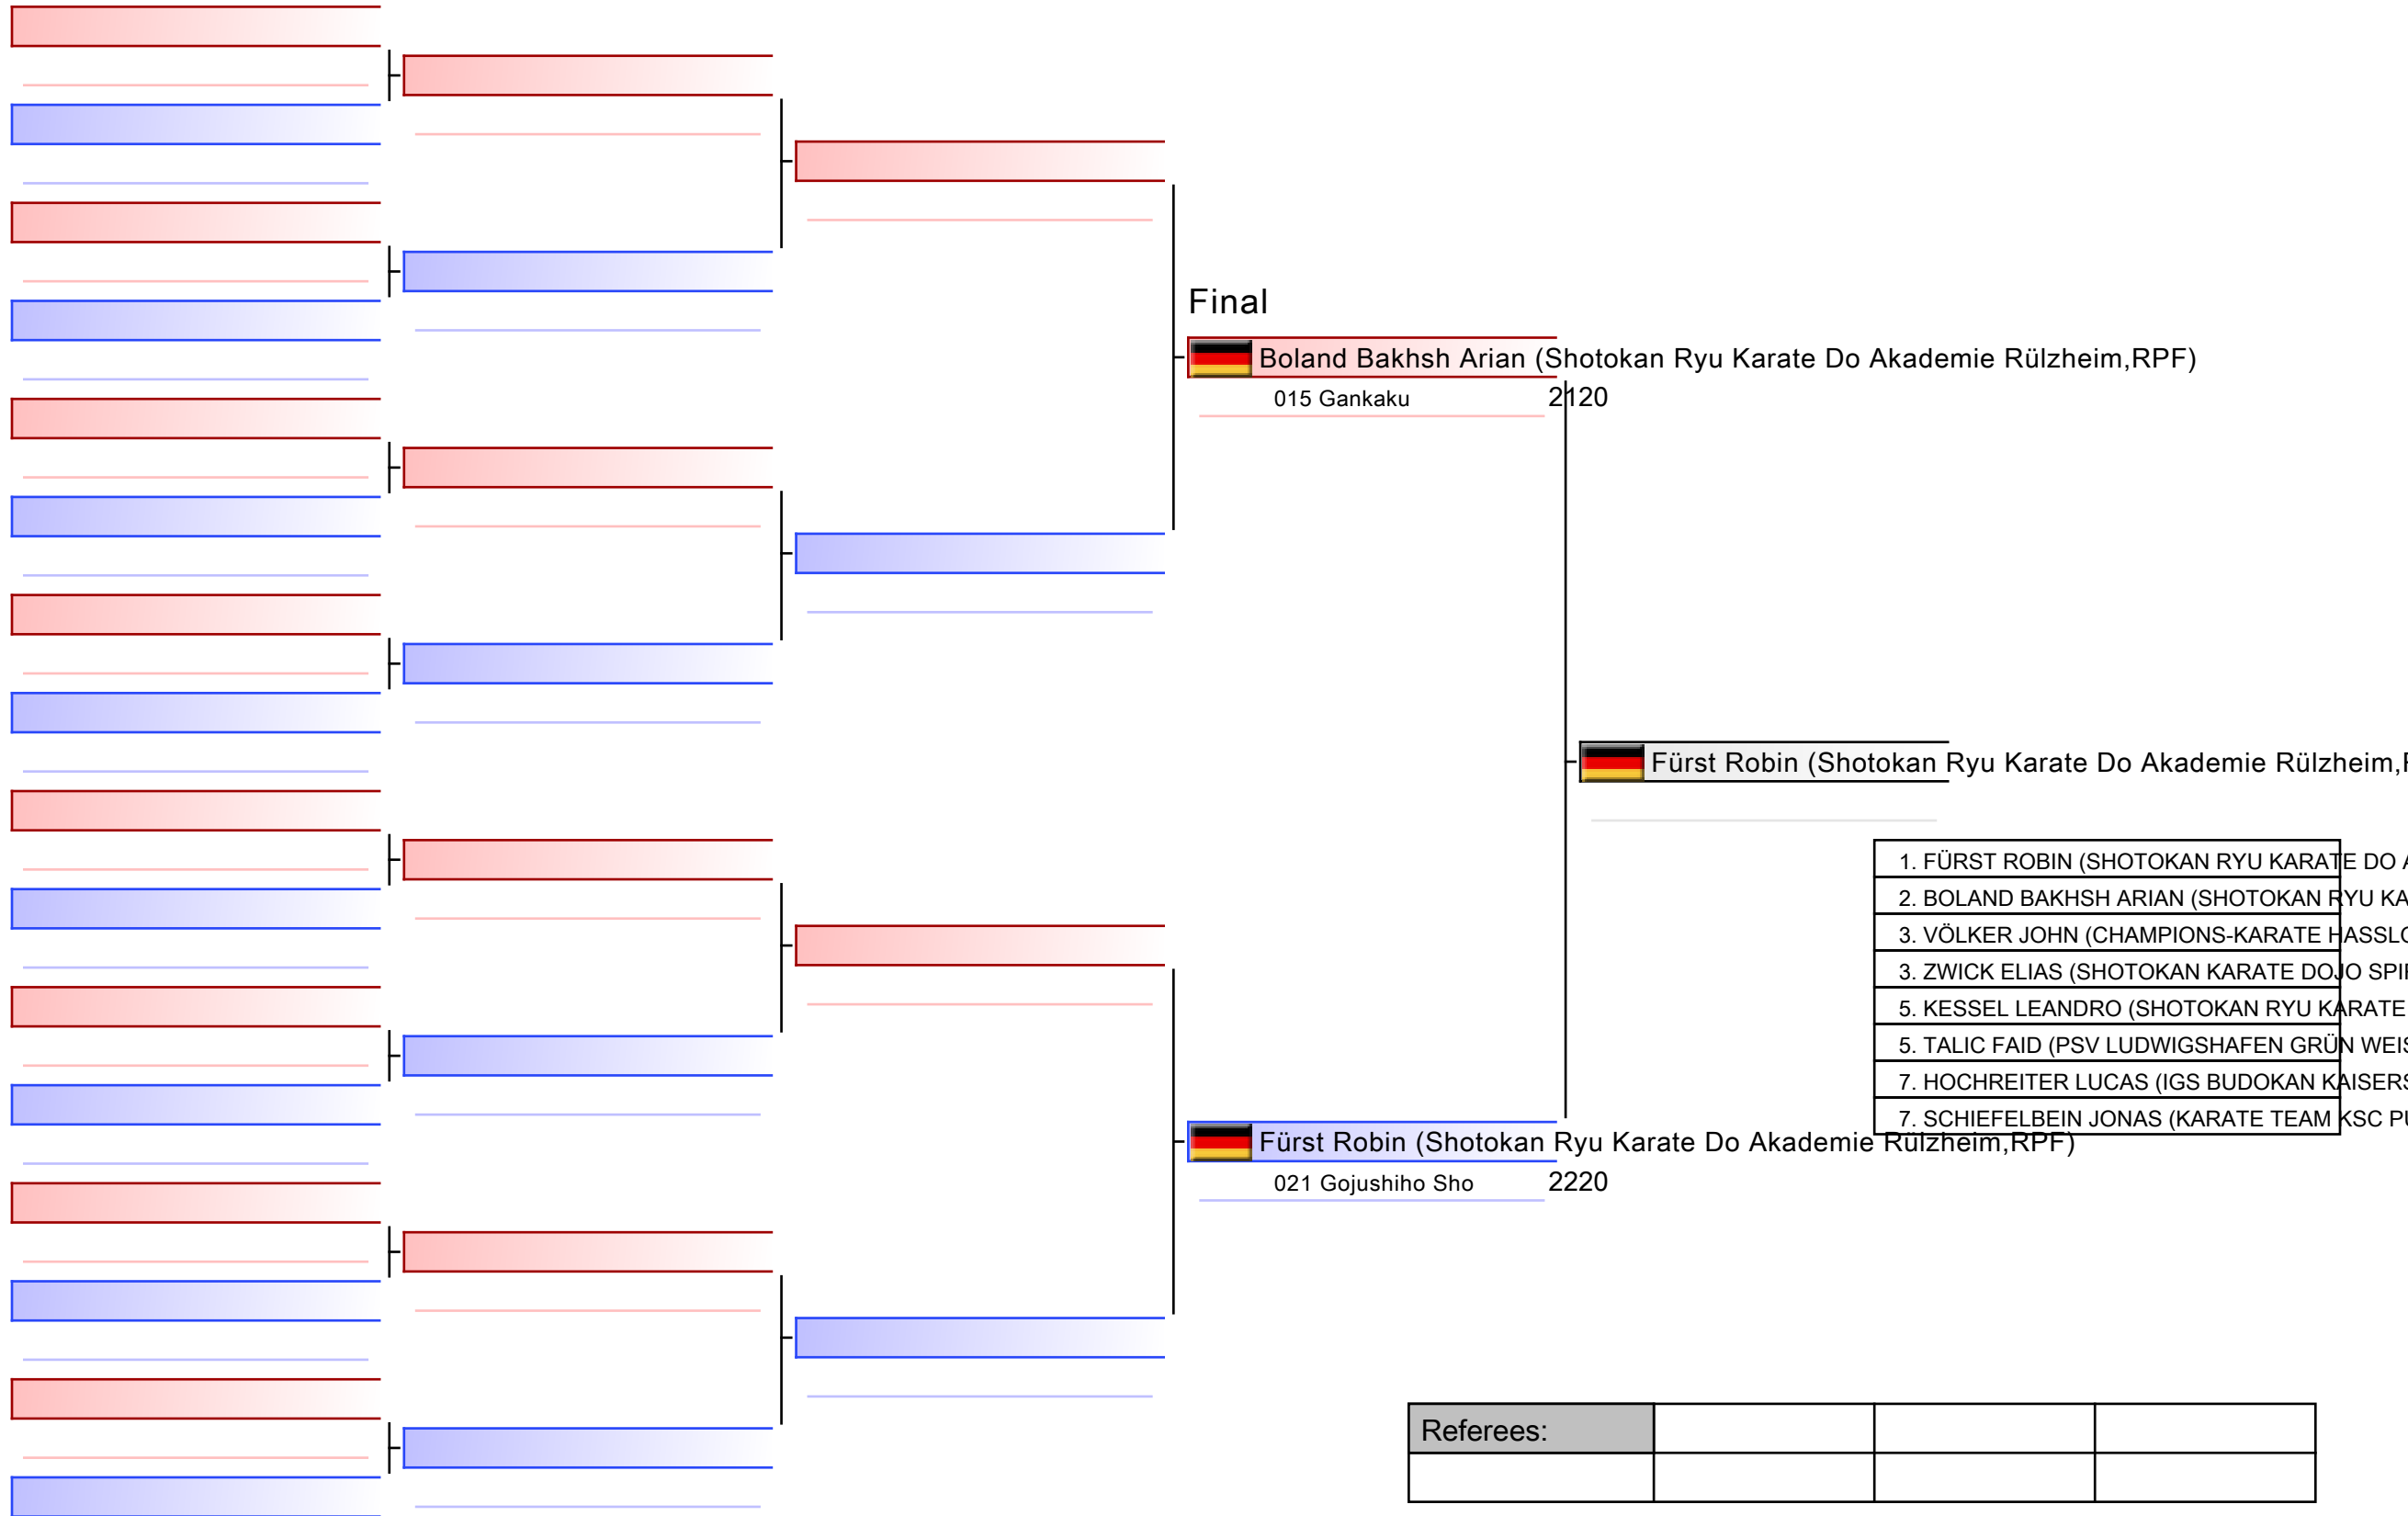 Final
Boland Bakhsh Arian (Shotokan Ryu Karate Do Akademie Rülzheim,RPF)
015 Gankaku 2120
Fürst Robin (Shotokan Ryu Karate Do Akademie Rülzheim,
1. FÜRST ROBIN (SHOTOKAN RYU KARATE DO
2. BOLAND BAKHSH ARIAN (SHOTOKAN RYU KA
3. VÖLKER JOHN (CHAMPIONS-KARATE HASSLO
3. ZWICK ELIAS (SHOTOKAN KARATE DOJO SPI
5. KESSEL LEANDRO (SHOTOKAN RYU KARATE
5. TALIC FAID (PSV LUDWIGSHAFEN GRÜN WEIS
7. HOCHREITER LUCAS (IGS BUDOKAN KAISERS
7. SCHIEFELBEIN JONAS (KARATE TEAM KSC PU
Fürst Robin (Shotokan Ryu Karate Do Akademie Rülzheim,RPF)
021 Gojushiho Sho 2220
Referees: